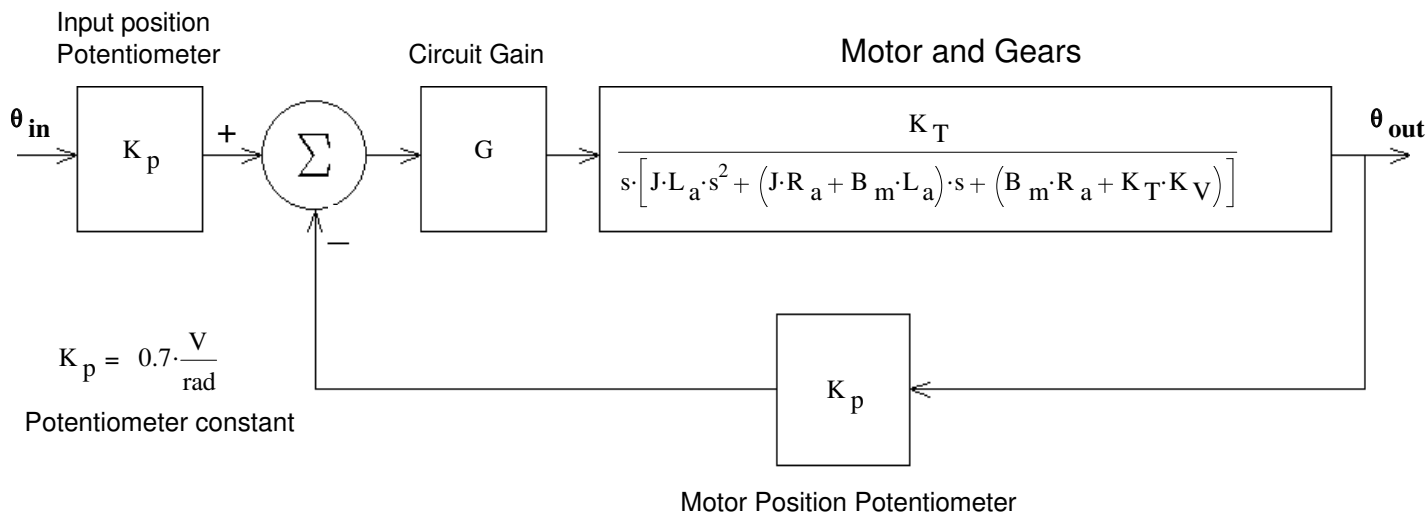 Input position
Potentiometer
Circuit Gain
Motor and Gears
θ in
K p
+
Σ
G
K T
s·[J·L a·s² + (J·R a + B m·L a)·s + (B m·R a + K T·K V)]
θ out
−
K p = 0.7· V
rad
Potentiometer constant
K p
Motor Position Potentiometer